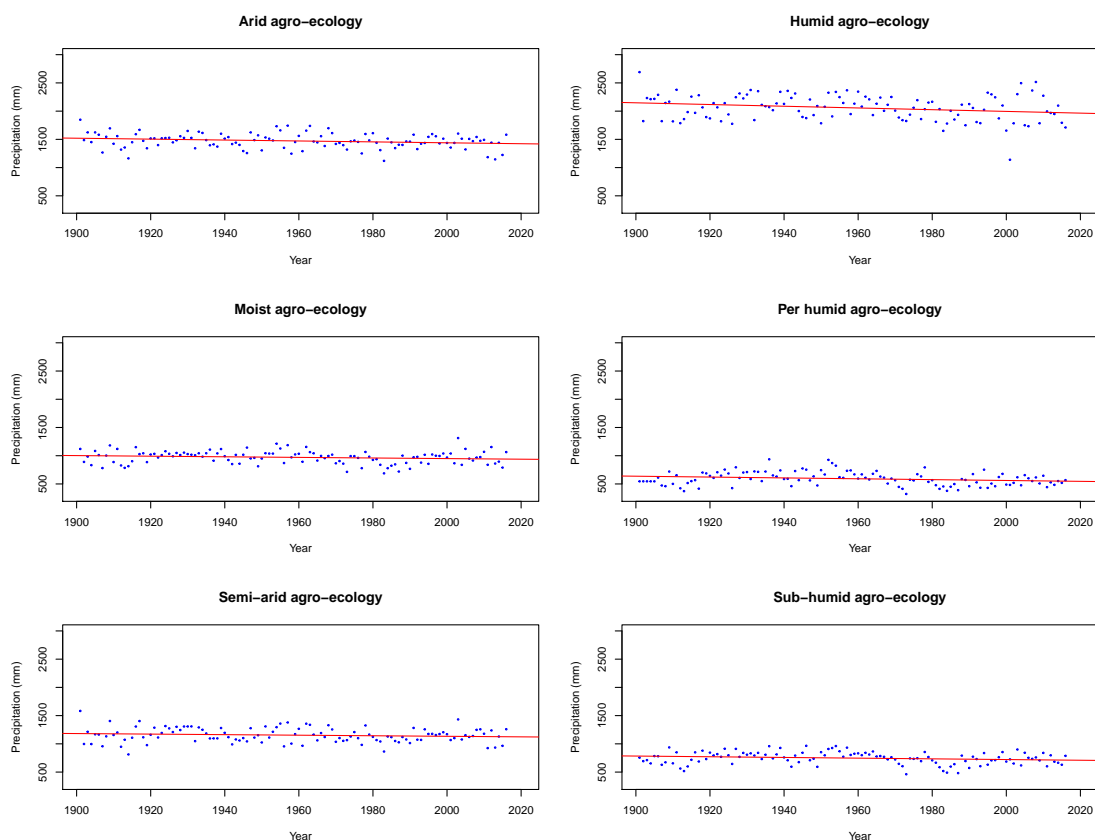 Arid agro−ecology
Precipitation (mm)
2500
1500
500
1900 1920 1940 1960 1980 2000 2020
Year
Humid agro−ecology
Precipitation (mm)
2500
1500
500
1900 1920 1940 1960 1980 2000 2020
Year
Moist agro−ecology
Precipitation (mm)
2500
1500
500
1900 1920 1940 1960 1980 2000 2020
Year
Per humid agro−ecology
Precipitation (mm)
2500
1500
500
1900 1920 1940 1960 1980 2000 2020
Year
Semi−arid agro−ecology
Precipitation (mm)
2500
1500
500
1900 1920 1940 1960 1980 2000 2020
Year
Sub−humid agro−ecology
Precipitation (mm)
2500
1500
500
1900 1920 1940 1960 1980 2000 2020
Year